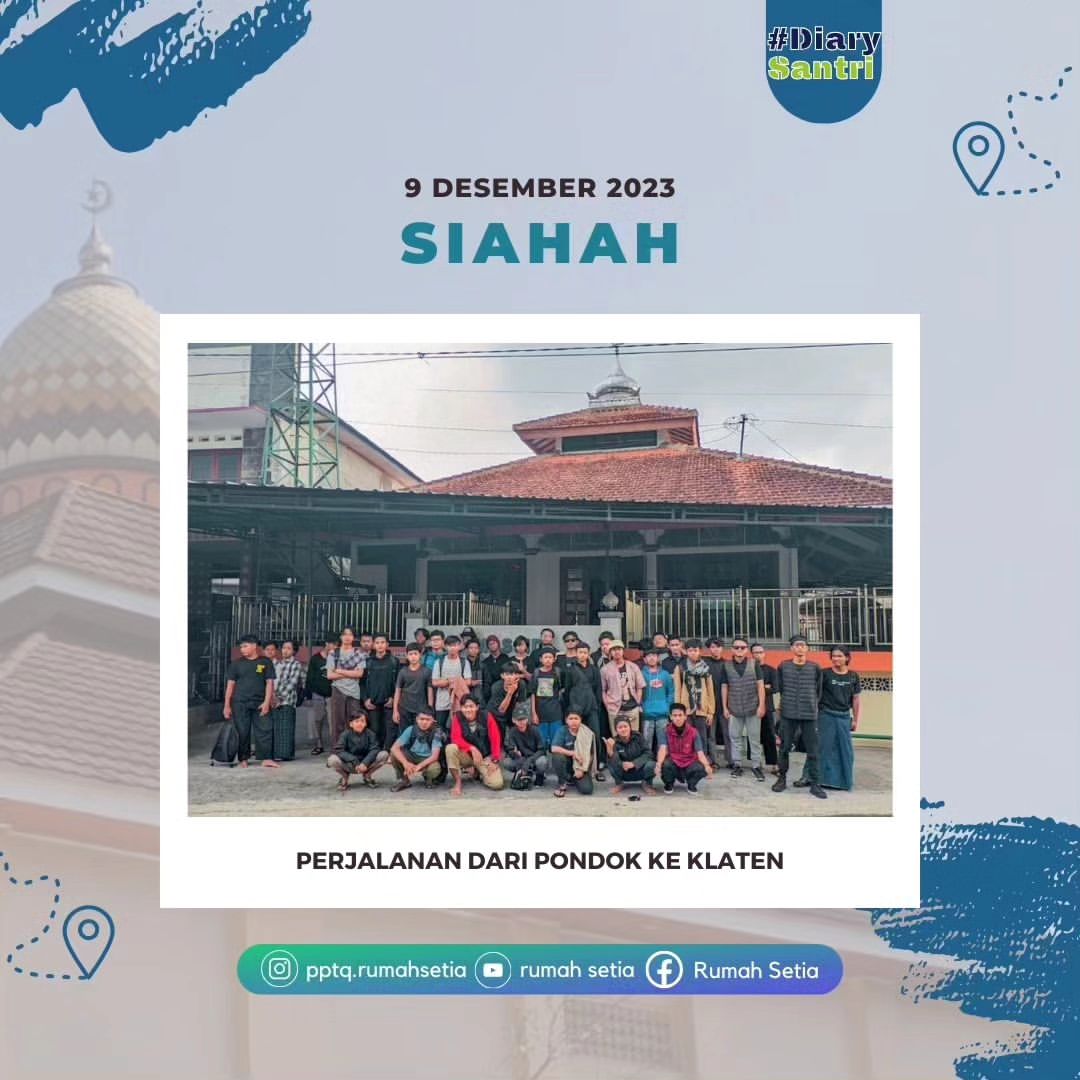 #Diary
Santri
9 DESEMBER 2023
SIAHAH
PERJALANAN DARI PONDOK KE KLATEN
pptq.rumahsetia rumah setia Rumah Setia